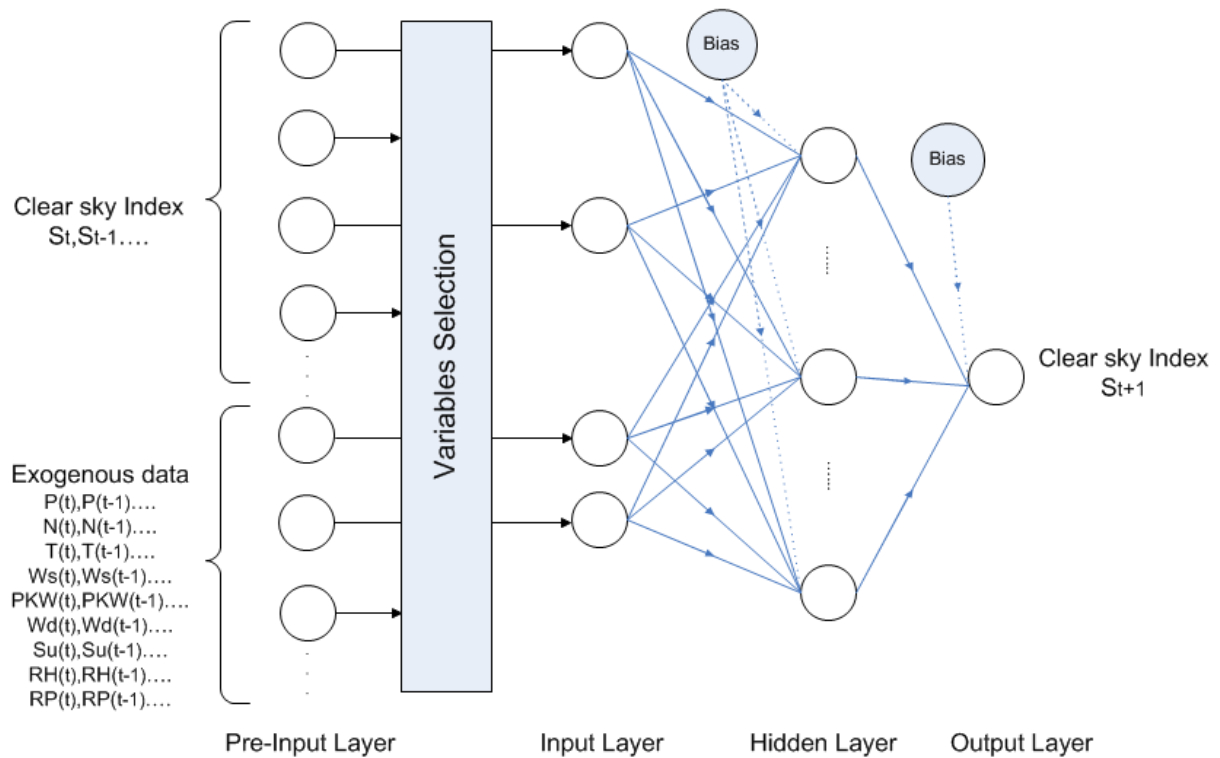 Bias
Bias
Clear sky Index
St,St-1....
Variables Selection
Clear sky Index
St+1
Exogenous data
P(t),P(t-1)....
N(t),N(t-1)....
T(t),T(t-1)....
Ws(t),Ws(t-1)....
PKW(t),PKW(t-1)....
Wd(t),Wd(t-1)....
Su(t),Su(t-1)....
RH(t),RH(t-1)....
RP(t),RP(t-1)....
Pre-Input Layer
Input Layer
Hidden Layer
Output Layer